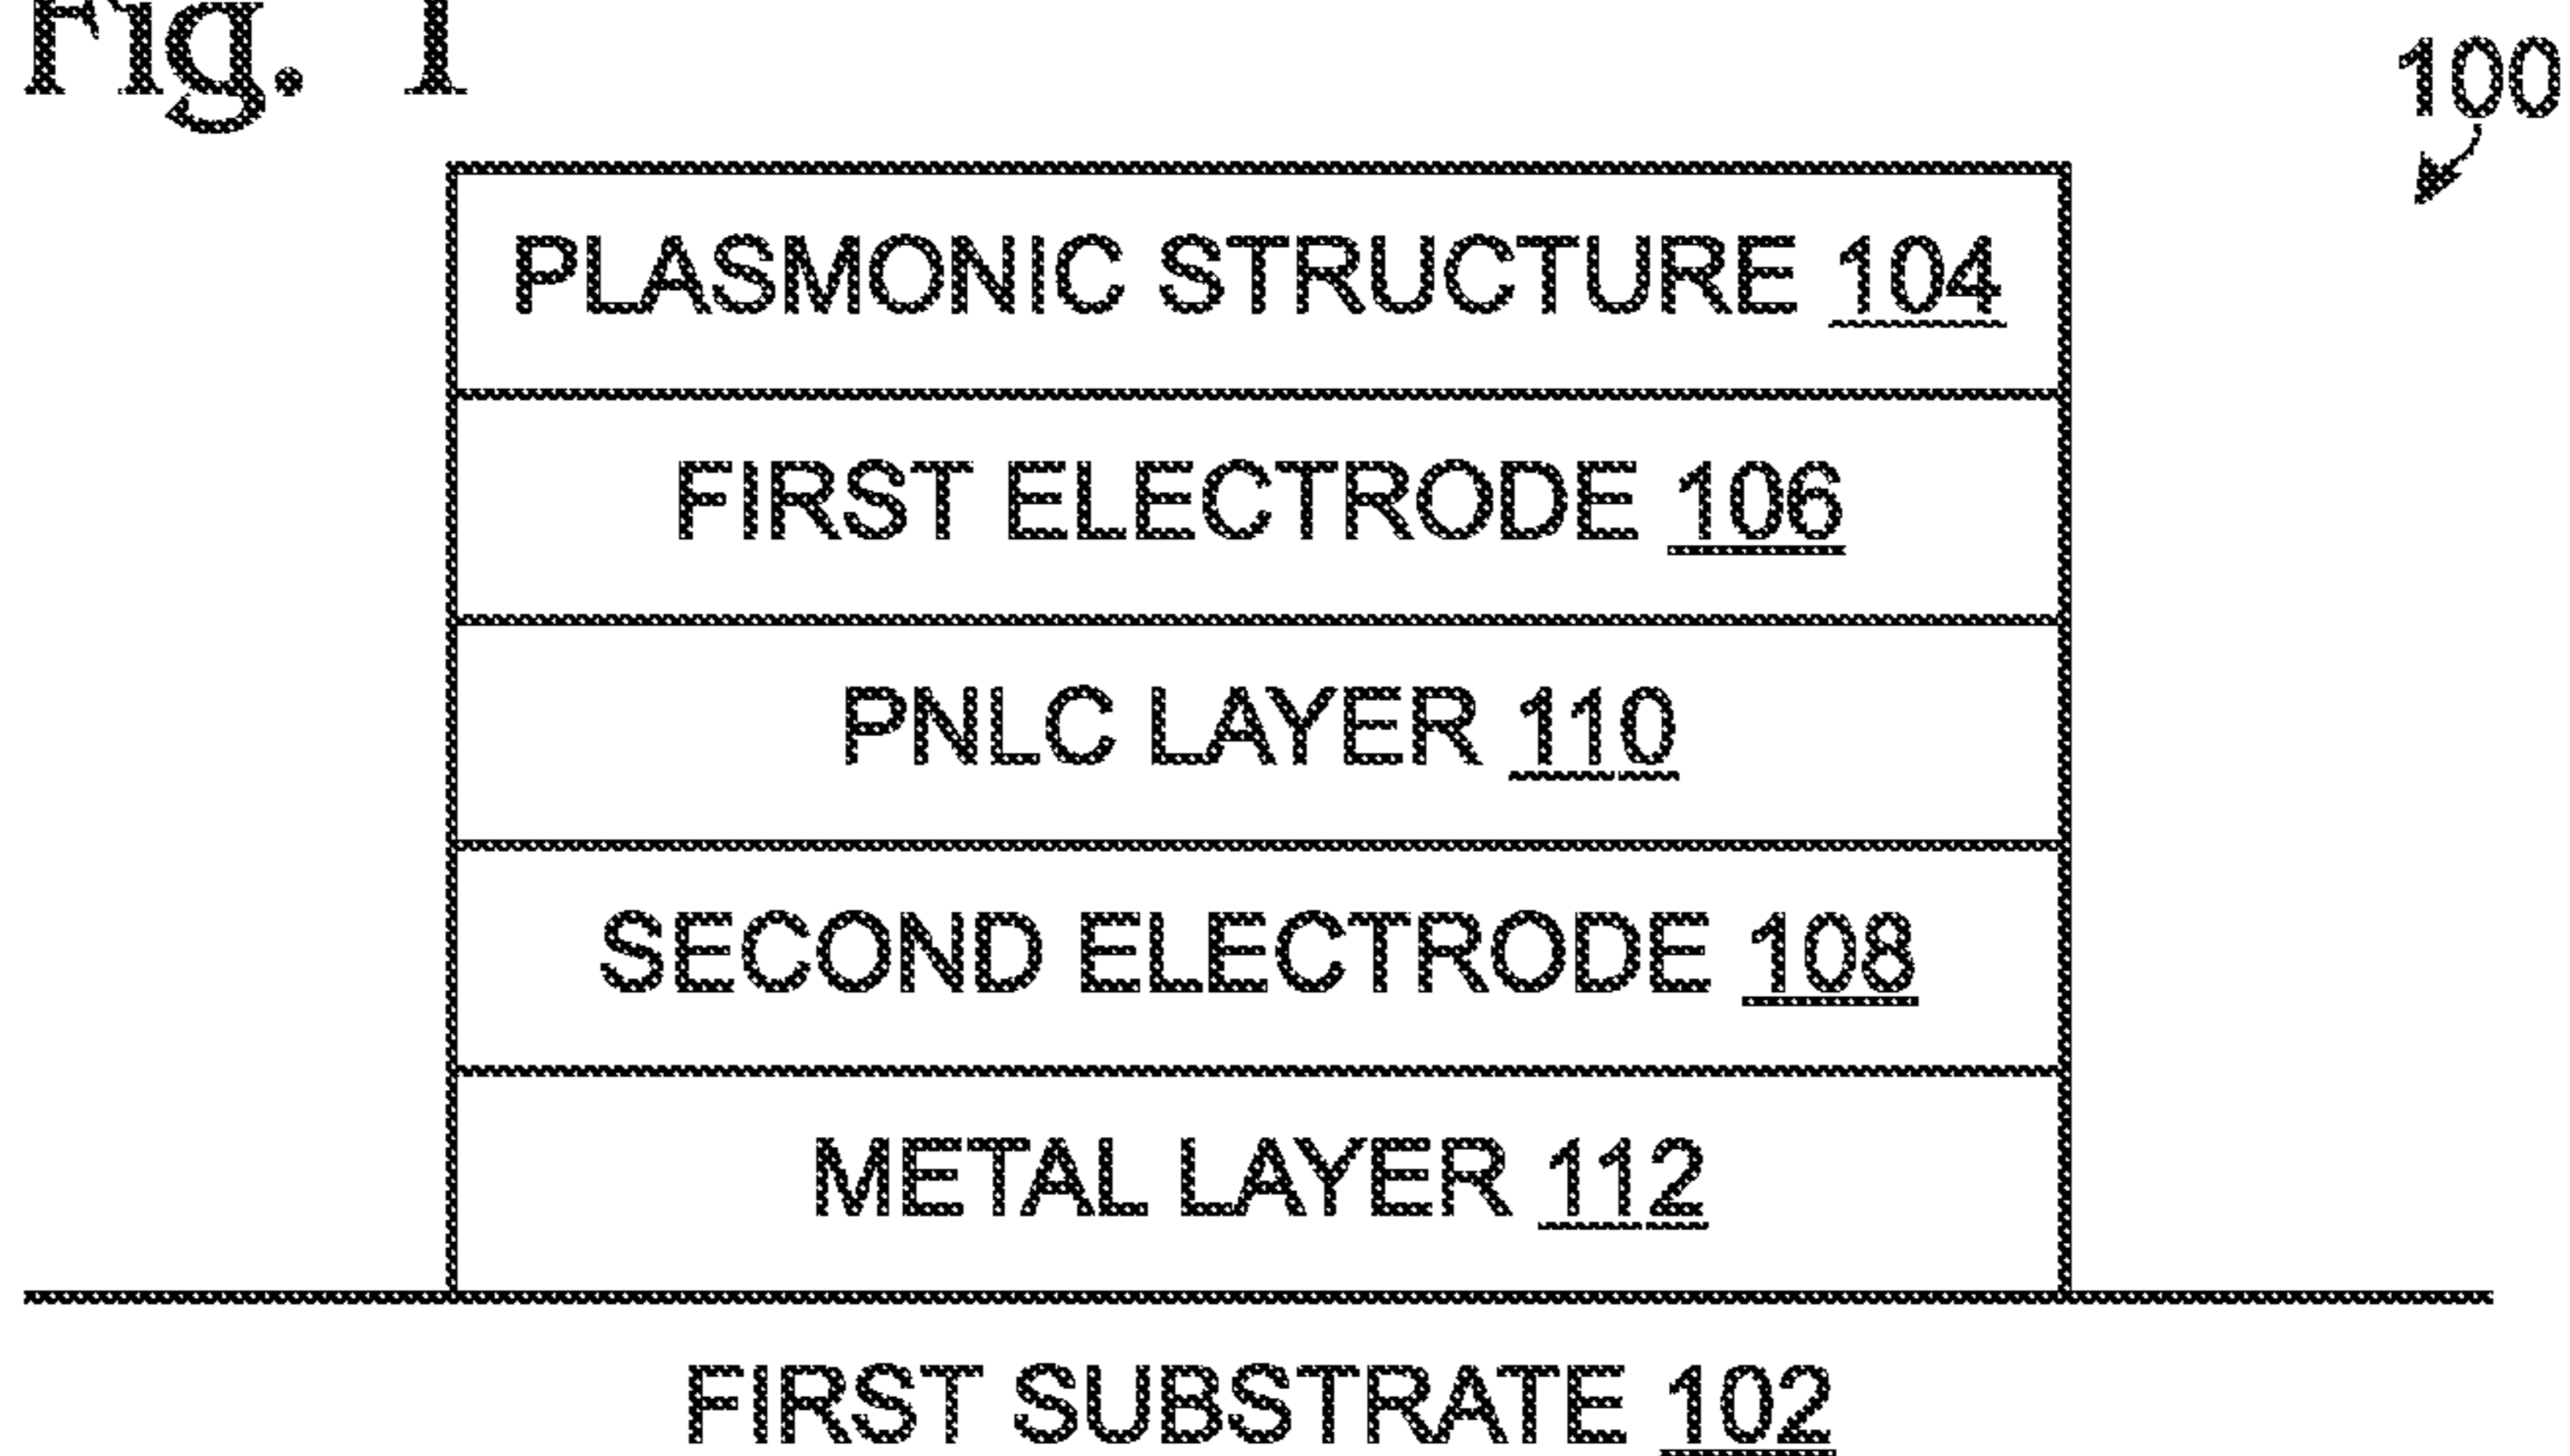 Fig. 1
100
PLASMONIC STRUCTURE 104
FIRST ELECTRODE 106
PNLC LAYER 110
SECOND ELECTRODE 108
METAL LAYER 112
FIRST SUBSTRATE 102